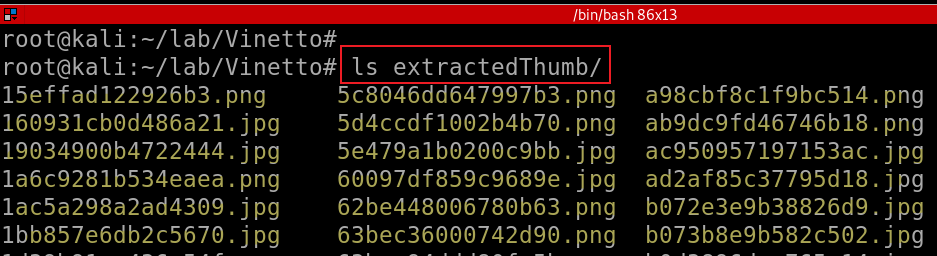 /bin/bash 86x13
root@kali:~/lab/Vinetto#
root@kali:~/lab/Vinetto# ls extractedThumb/
15effad122926b3.png 5c8046dd647997b3.png a98cbf8c1f9bc514.png
160931cb0d486a21.jpg 5d4ccdf1002b4b70.png ab9dc9fd46746b18.png
19034900b4722444.jpg 5e479a1b0200c9bb.jpg ac950957197153ac.jpg
1a6c9281b534eaea.png 60097df859c9689e.jpg ad2af85c37795d18.jpg
1ac5a298a2ad4309.jpg 62be448006780b63.png b072e3e9b38826d9.jpg
1bb857e6db2c5670.jpg 63bec36000742d90.png b073b8e9b582c502.jpg